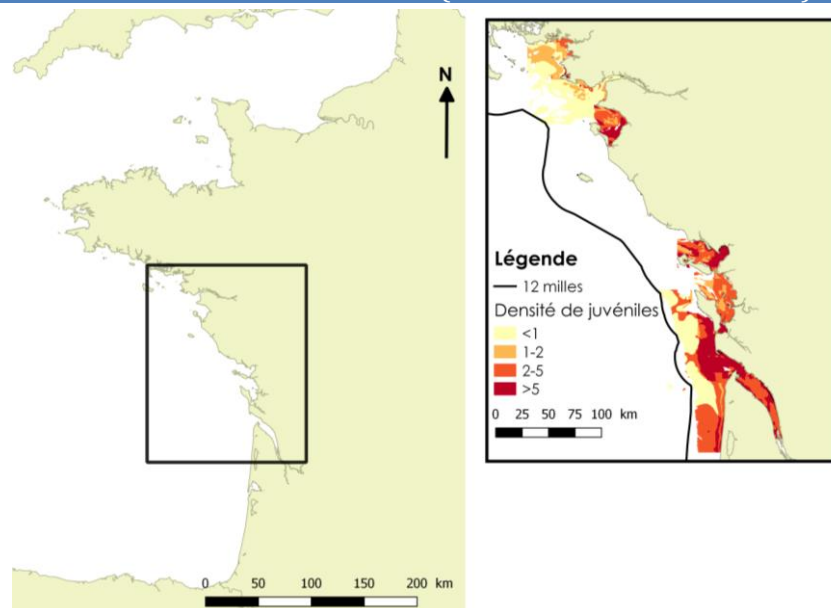 N
0 50 100 150 200 km
Légende
12 milles
Densité de juvéniles
<1
1-2
2-5
>5
0 25 50 75 100 km